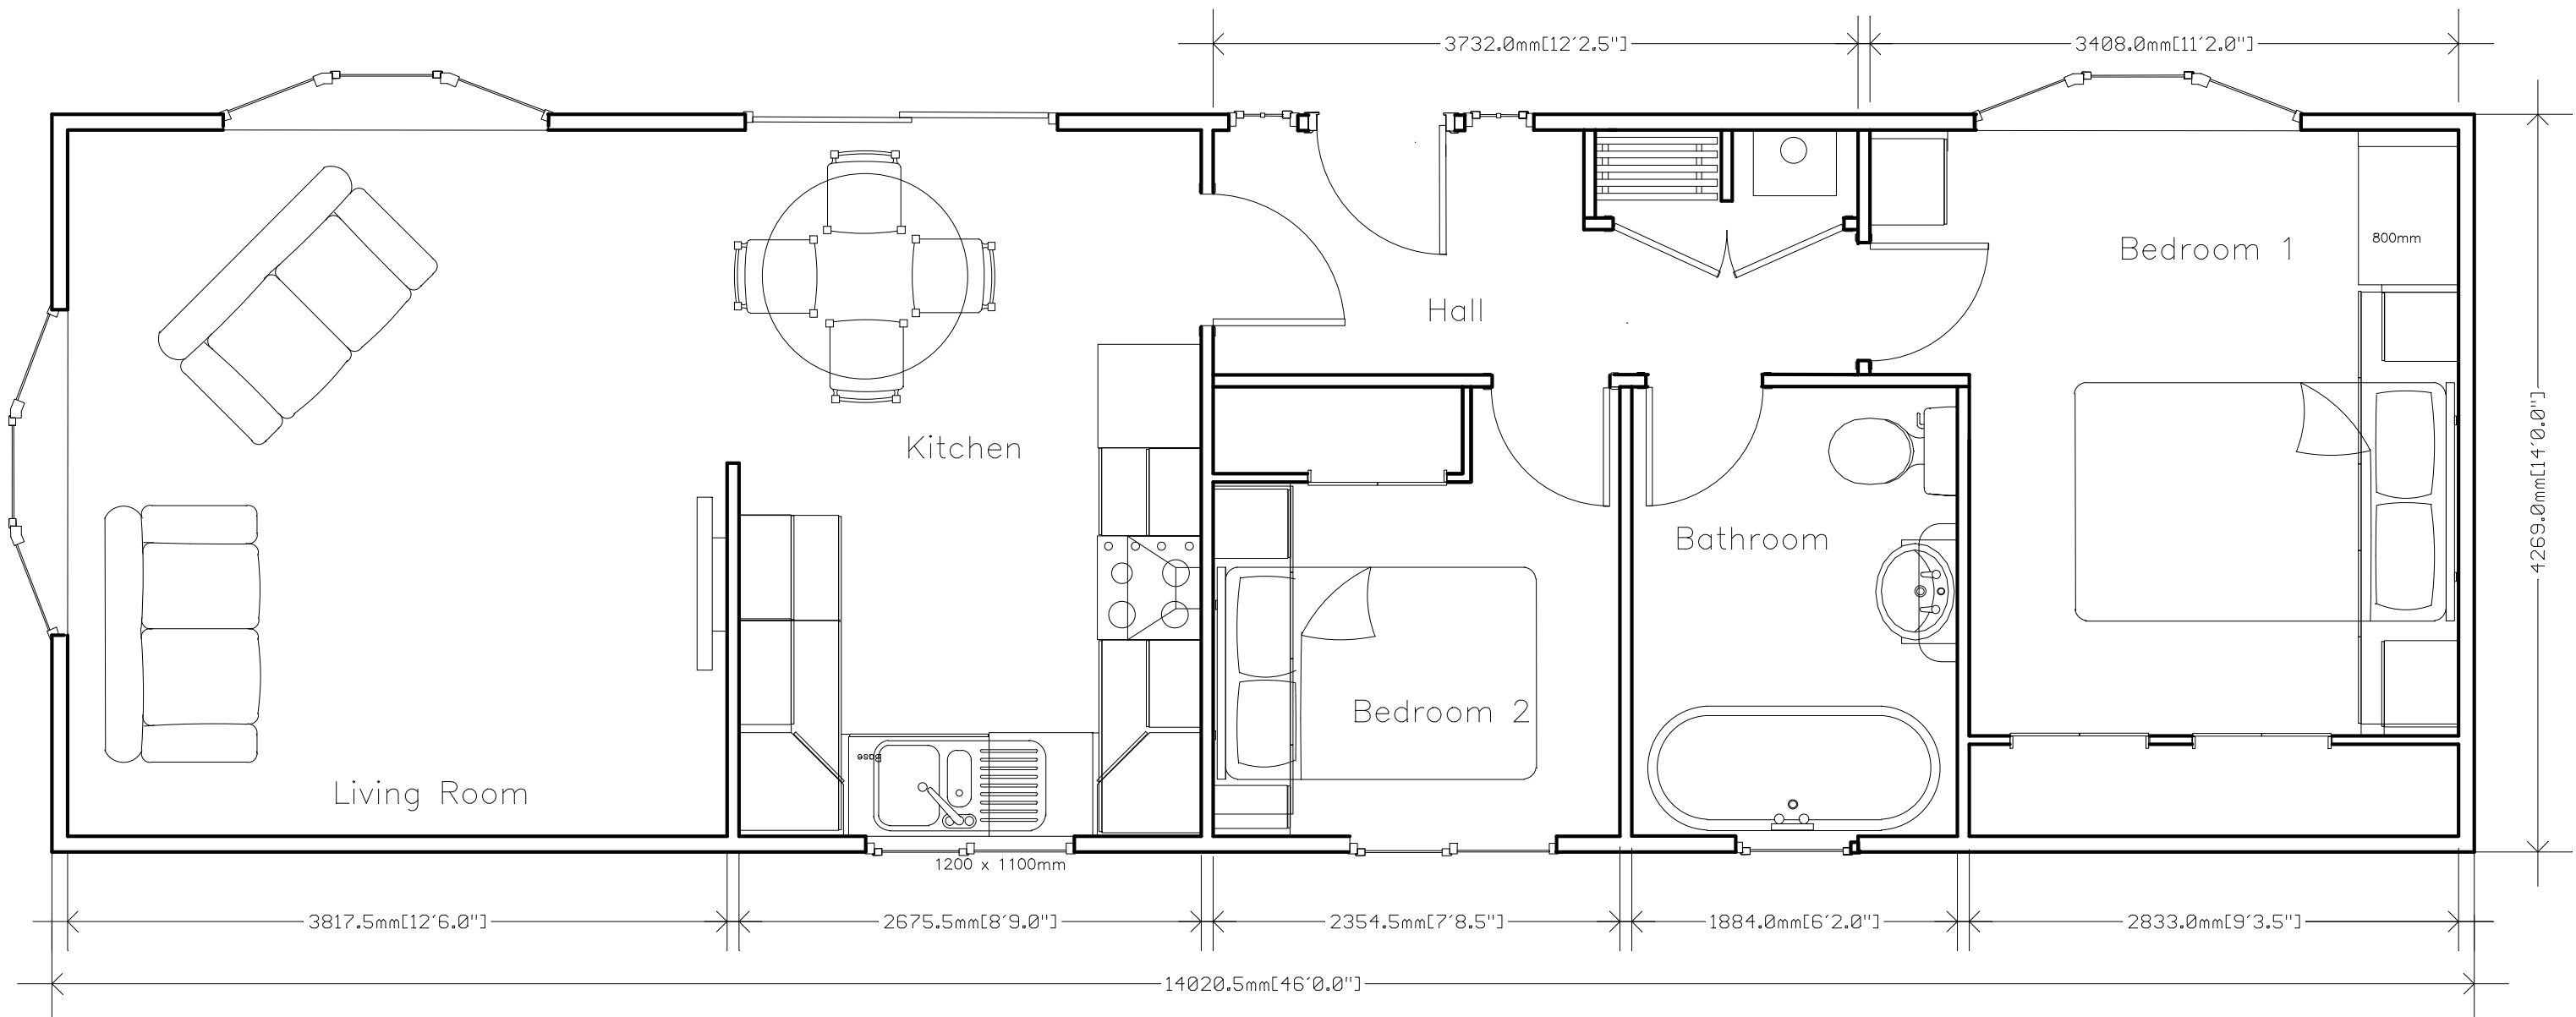 3732.0mm[12'2.5"]
3408.0mm[11'2.0"]
Bedroom 1
800mm
Hall
Kitchen
4269.0mm[14'0.0"]
Bathroom
Bedroom 2
Base
Living Room
1200 x 1100mm
3817.5mm[12'6.0"]
2675.5mm[8'9.0"]
2354.5mm[7'8.5"]
1884.0mm[6'2.0"]
2833.0mm[9'3.5"]
14020.5mm[46'0.0"]